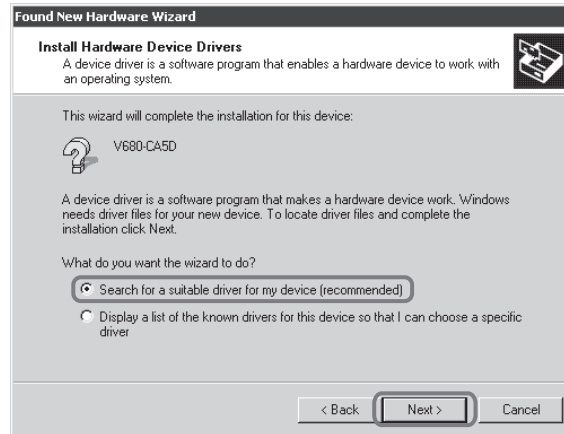 Found New Hardware Wizard
Install Hardware Device Drivers
A device driver is a software program that enables a hardware device to work with
an operating system.
This wizard will complete the installation for this device:
V680-CA5D
A device driver is a software program that makes a hardware device work. Windows
needs driver files for your new device. To locate driver files and complete the
installation click Next.
What do you want the wizard to do?
Search for a suitable driver for my device (recommended)
Display a list of the known drivers for this device so that I can choose a specific
driver
< Back Next > Cancel